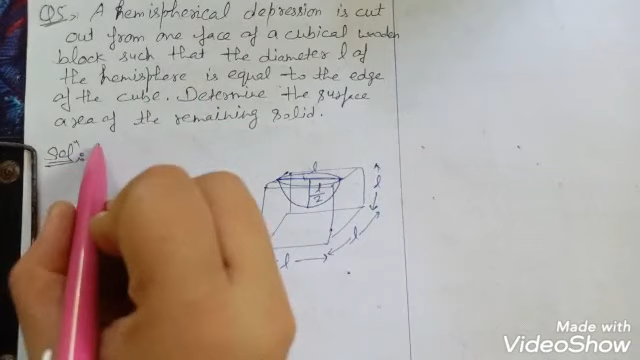 Q5:, A hemispherical depression is cut
out from one face of a cubical wooden
block such that the diameter l of
the hemisphere is equal to the edge
of the cube. Determine the surface
area of the remaining solid.
Solⁿ:
l
l/2
l
l
l
Made with
VideoShow